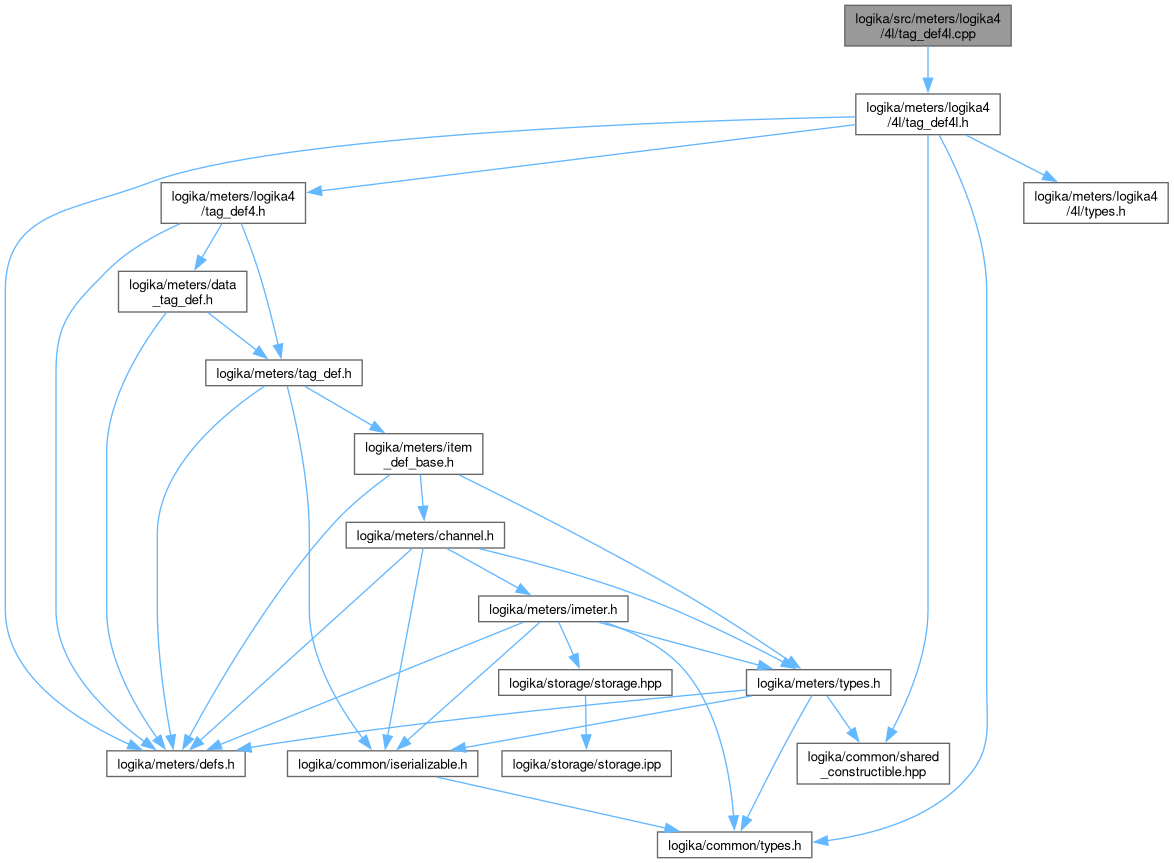 logika/src/meters/logika4
/4l/tag_def4l.cpp
logika/meters/logika4
/4l/tag_def4l.h
logika/meters/logika4
/tag_def4.h
logika/meters/logika4
/4l/types.h
logika/meters/data
_tag_def.h
logika/meters/tag_def.h
logika/meters/item
_def_base.h
logika/meters/channel.h
logika/meters/imeter.h
logika/storage/storage.hpp
logika/meters/types.h
logika/meters/defs.h
logika/common/iserializable.h
logika/storage/storage.ipp
logika/common/shared
_constructible.hpp
logika/common/types.h